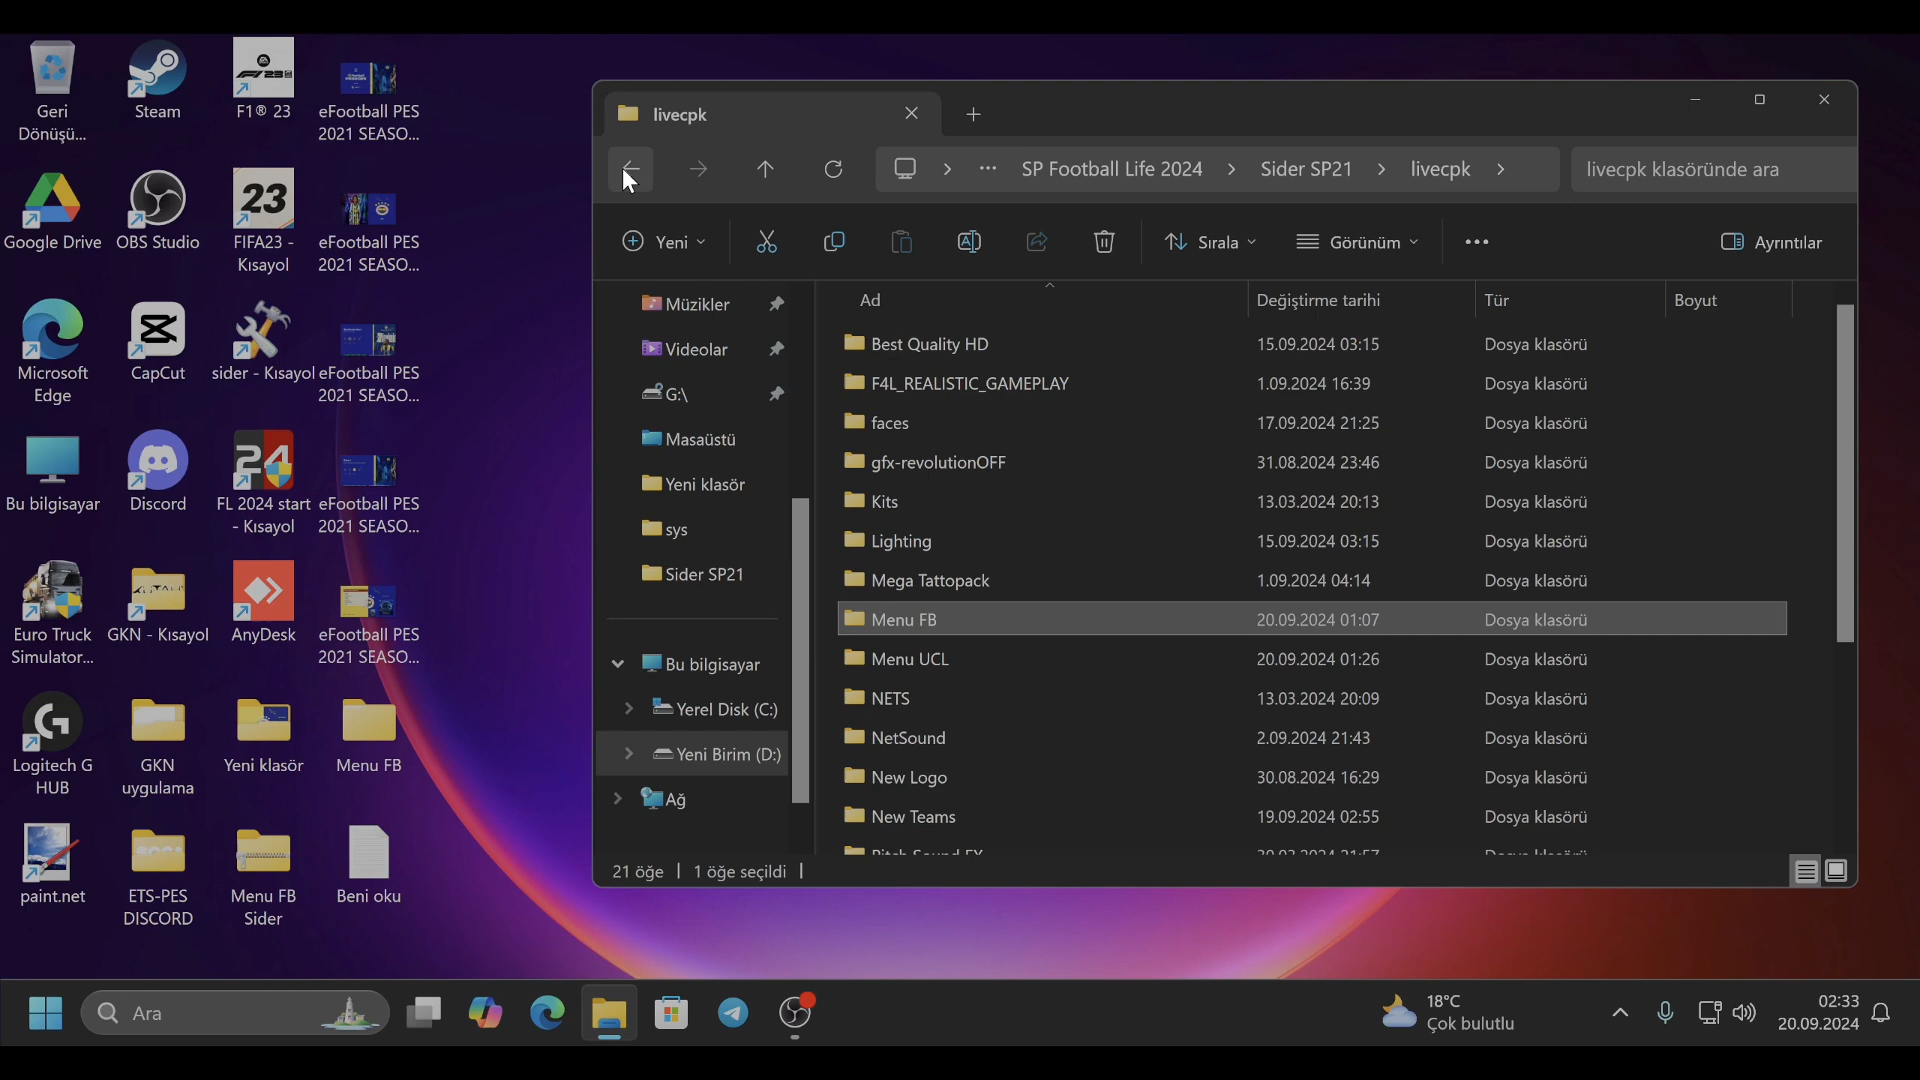 Geri
Dönüşü...
Steam
F1® 23
eFootball PES
2021 SEASO...
Google Drive
OBS Studio
23
FIFA23 -
Kısayol
eFootball PES
2021 SEASO...
Microsoft
Edge
CapCut
sider - Kısayol
eFootball PES
2021 SEASO...
Bu bilgisayar
Discord
24
FL 2024 start
- Kısayol
eFootball PES
2021 SEASO...
Euro Truck
Simulator...
GKN - Kısayol
AnyDesk
eFootball PES
2021 SEASO...
Logitech G
HUB
GKN
uygulama
Yeni klasör
Menu FB
paint.net
ETS-PES
DISCORD
Menu FB
Sider
Beni oku
livecpk
SP Football Life 2024
Sider SP21
livecpk
livecpk klasöründe ara
Yeni
Sırala
Görünüm
Ayrıntılar
Müzikler
Videolar
G:\
Masaüstü
Yeni klasör
sys
Sider SP21
Bu bilgisayar
Yerel Disk (C:)
Yeni Birim (D:)
Ağ
Ad Değiştirme tarihi Tür Boyut
Best Quality HD 15.09.2024 03:15 Dosya klasörü
F4L_REALISTIC_GAMEPLAY 1.09.2024 16:39 Dosya klasörü
faces 17.09.2024 21:25 Dosya klasörü
gfx-revolutionOFF 31.08.2024 23:46 Dosya klasörü
Kits 13.03.2024 20:13 Dosya klasörü
Lighting 15.09.2024 03:15 Dosya klasörü
Mega Tattopack 1.09.2024 04:14 Dosya klasörü
Menu FB 20.09.2024 01:07 Dosya klasörü
Menu UCL 20.09.2024 01:26 Dosya klasörü
NETS 13.03.2024 20:09 Dosya klasörü
NetSound 2.09.2024 21:43 Dosya klasörü
New Logo 30.08.2024 16:29 Dosya klasörü
New Teams 19.09.2024 02:55 Dosya klasörü
21 öğe
1 öğe seçildi
Ara
18°C
Çok bulutlu
02:33
20.09.2024